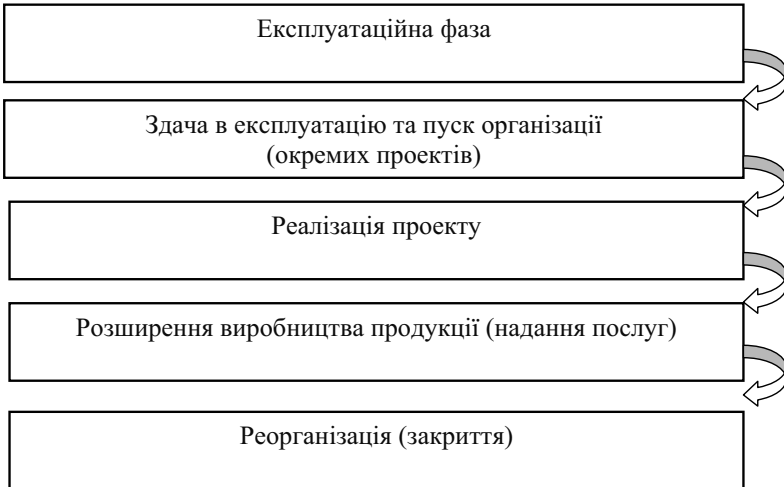 Експлуатаційна фаза
Здача в експлуатацію та пуск організації
(окремих проектів)
Реалізація проекту
Розширення виробництва продукції (надання послуг)
Реорганізація (закриття)